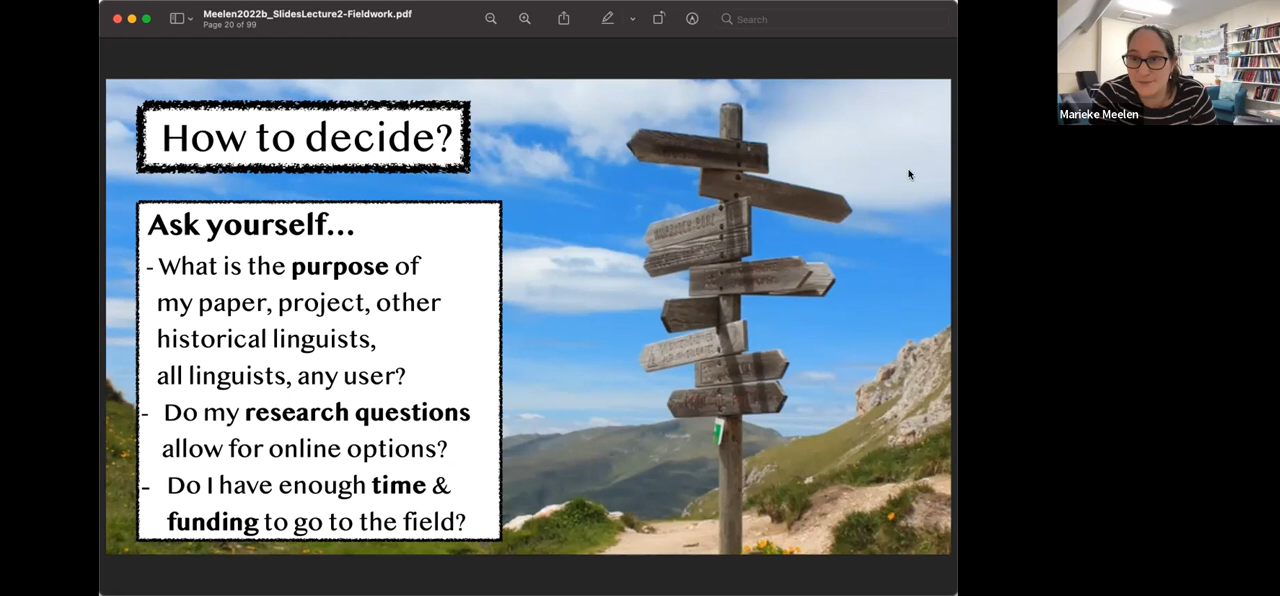 Meelen2022b_SlidesLecture2-Fieldwork.pdf
Page 20 of 99
Search
How to decide?
Ask yourself...
- What is the purpose of
my paper, project, other
historical linguists,
all linguists, any user?
- Do my research questions
allow for online options?
- Do I have enough time &
funding to go to the field?
Marieke Meelen